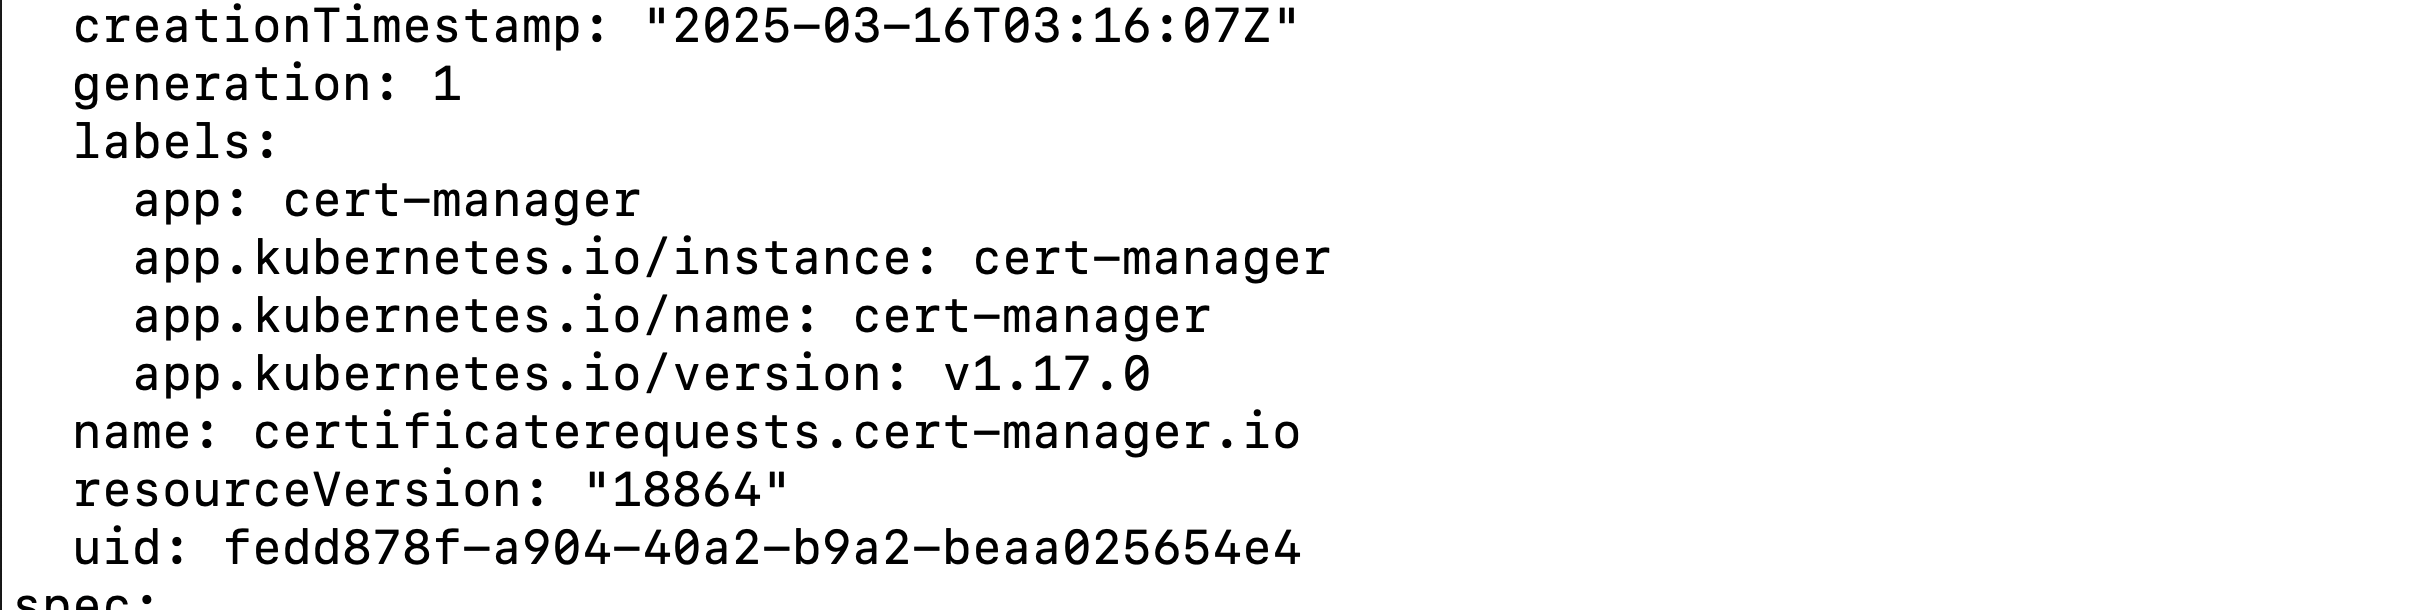 creationTimestamp: "2025-03-16T03:16:07Z"
generation: 1
labels:
app: cert-manager
app.kubernetes.io/instance: cert-manager
app.kubernetes.io/name: cert-manager
app.kubernetes.io/version: v1.17.0
name: certificaterequests.cert-manager.io
resourceVersion: "18864"
uid: fedd878f-a904-40a2-b9a2-beaa025654e4
spec: